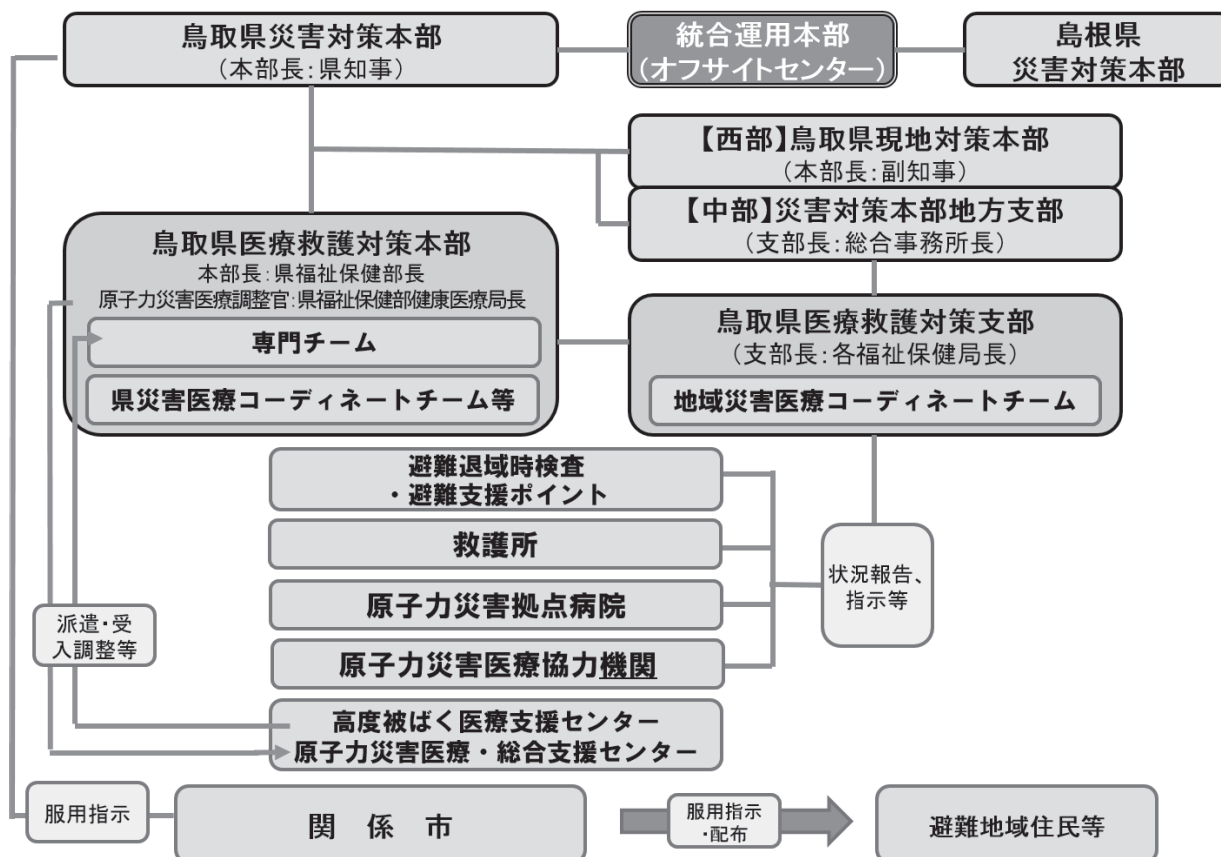 鳥取県災害対策本部
(本部長:県知事)
統合運用本部
(オフサイトセンター)
島根県
災害対策本部
【西部】鳥取県現地対策本部
(本部長:副知事)
【中部】災害対策本部地方支部
(支部長:総合事務所長)
鳥取県医療救護対策本部
本部長:県福祉保健部長
原子力災害医療調整官:県福祉保健部健康医療局長
専門チーム
県災害医療コーディネートチーム等
鳥取県医療救護対策支部
(支部長:各福祉保健局長)
地域災害医療コーディネートチーム
避難退域時検査
・避難支援ポイント
救護所
原子力災害拠点病院
原子力災害医療協力機関
状況報告、
指示等
派遣・受
入調整等
高度被ばく医療支援センター
原子力災害医療・総合支援センター
服用指示
関 係 市
服用指示
・配布
避難地域住民等